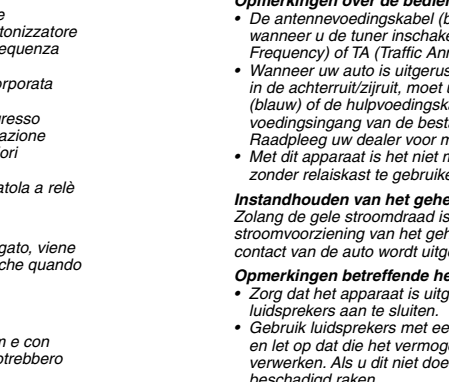 tonizzatore
equenza
orporata
resso
azione
iori
atola a relè
gato, viene
che quando
m e con
otrebbero
Opmerkingen over de bedien
• De antennevoedingskabel (b
wanneer u de tuner inschake
Frequency) of TA (Traffic Ann
• Wanneer uw auto is uitgerus
in de achterruit/zijruit, moet u
(blauw) of de hulpvoedingska
voedingsingang van de besta
Raadpleeg uw dealer voor m
• Met dit apparaat is het niet m
zonder relaiskast te gebruike
Instandhouden van het gehe
Zolang de gele stroomdraad is
stroomvoorziening van het geh
contact van de auto wordt uitge
Opmerkingen betreffende he
• Zorg dat het apparaat is uitg
luidsprekers aan te sluiten.
• Gebruik luidsprekers met ee
en let op dat die het vermoge
verwerken. Als u dit niet doe
beschadigd raken.